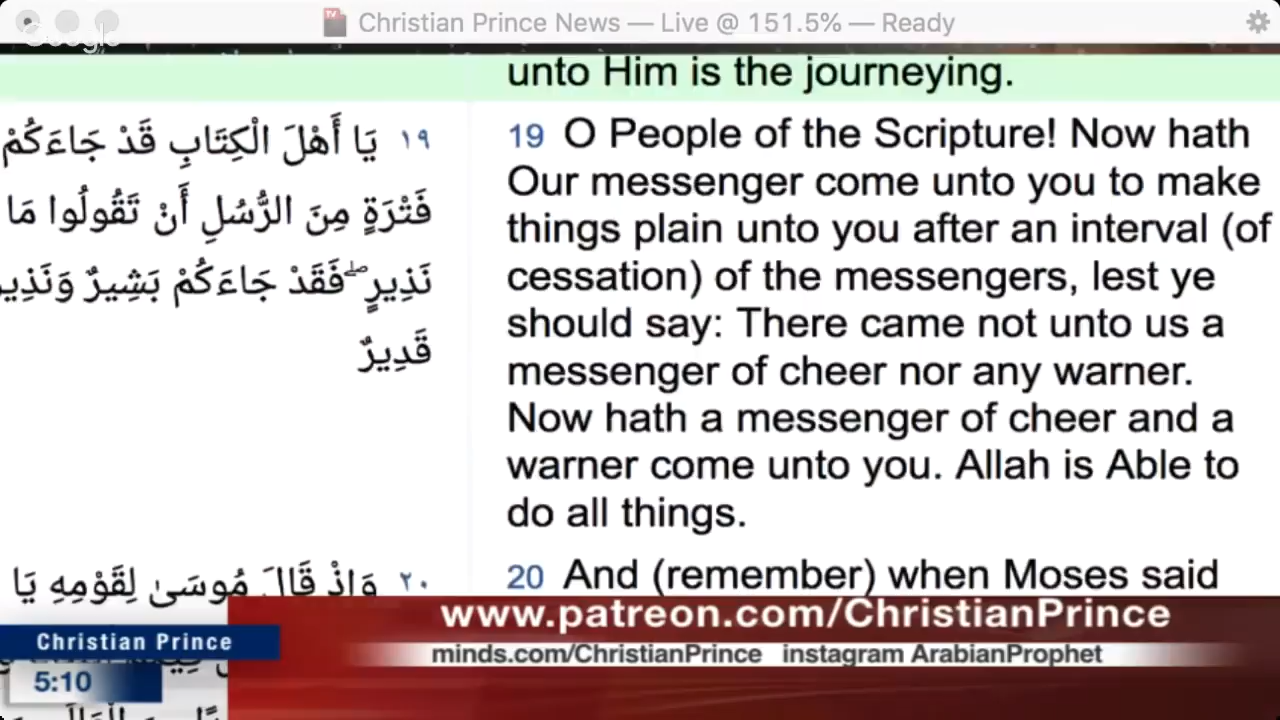 Christian Prince News — Live @ 151.5% — Ready
Google
unto Him is the journeying.
١٩ يَا أَهْلَ الْكِتَابِ قَدْ جَاءَكُمْ
فَتْرَةٍ مِنَ الرُّسُلِ أَنْ تَقُولُوا مَا
نَذِيرٍ ۖ فَقَدْ جَاءَكُمْ بَشِيرٌ وَنَذِيرٌ
قَدِيرٌ
19 O People of the Scripture! Now hath
Our messenger come unto you to make
things plain unto you after an interval (of
cessation) of the messengers, lest ye
should say: There came not unto us a
messenger of cheer nor any warner.
Now hath a messenger of cheer and a
warner come unto you. Allah is Able to
do all things.
٢٠ وَاذْ قَالَ مُوسَىٰ لِقَوْمِهِ يَا
20 And (remember) when Moses said
www.patreon.com/ChristianPrince
Christian Prince
minds.com/ChristianPrince instagram ArabianProphet
5:10